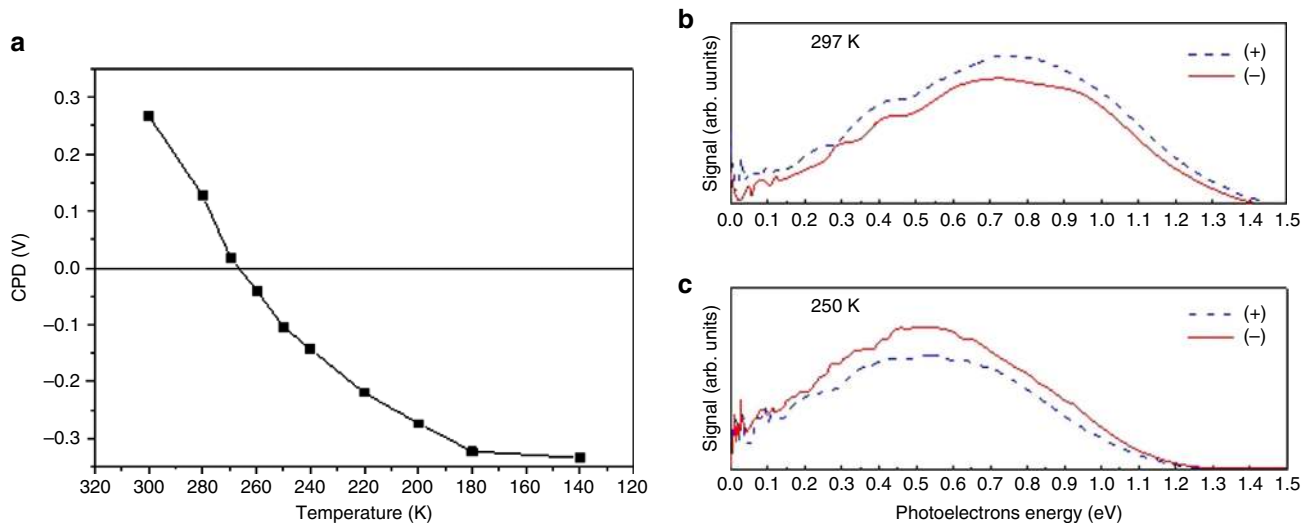 a
0.3
0.2
0.1
0.0
–0.1
–0.2
–0.3
CPD (V)
320 300 280 260 240 220 200 180 160 140 120
Temperature (K)
b
297 K
(+)
(–)
Signal (arb. uunits)
0.0 0.1 0.2 0.3 0.4 0.5 0.6 0.7 0.8 0.9 1.0 1.1 1.2 1.3 1.4 1.5
c
250 K
(+)
(–)
Signal (arb. units)
0.0 0.1 0.2 0.3 0.4 0.5 0.6 0.7 0.8 0.9 1.0 1.1 1.2 1.3 1.4 1.5
Photoelectrons energy (eV)